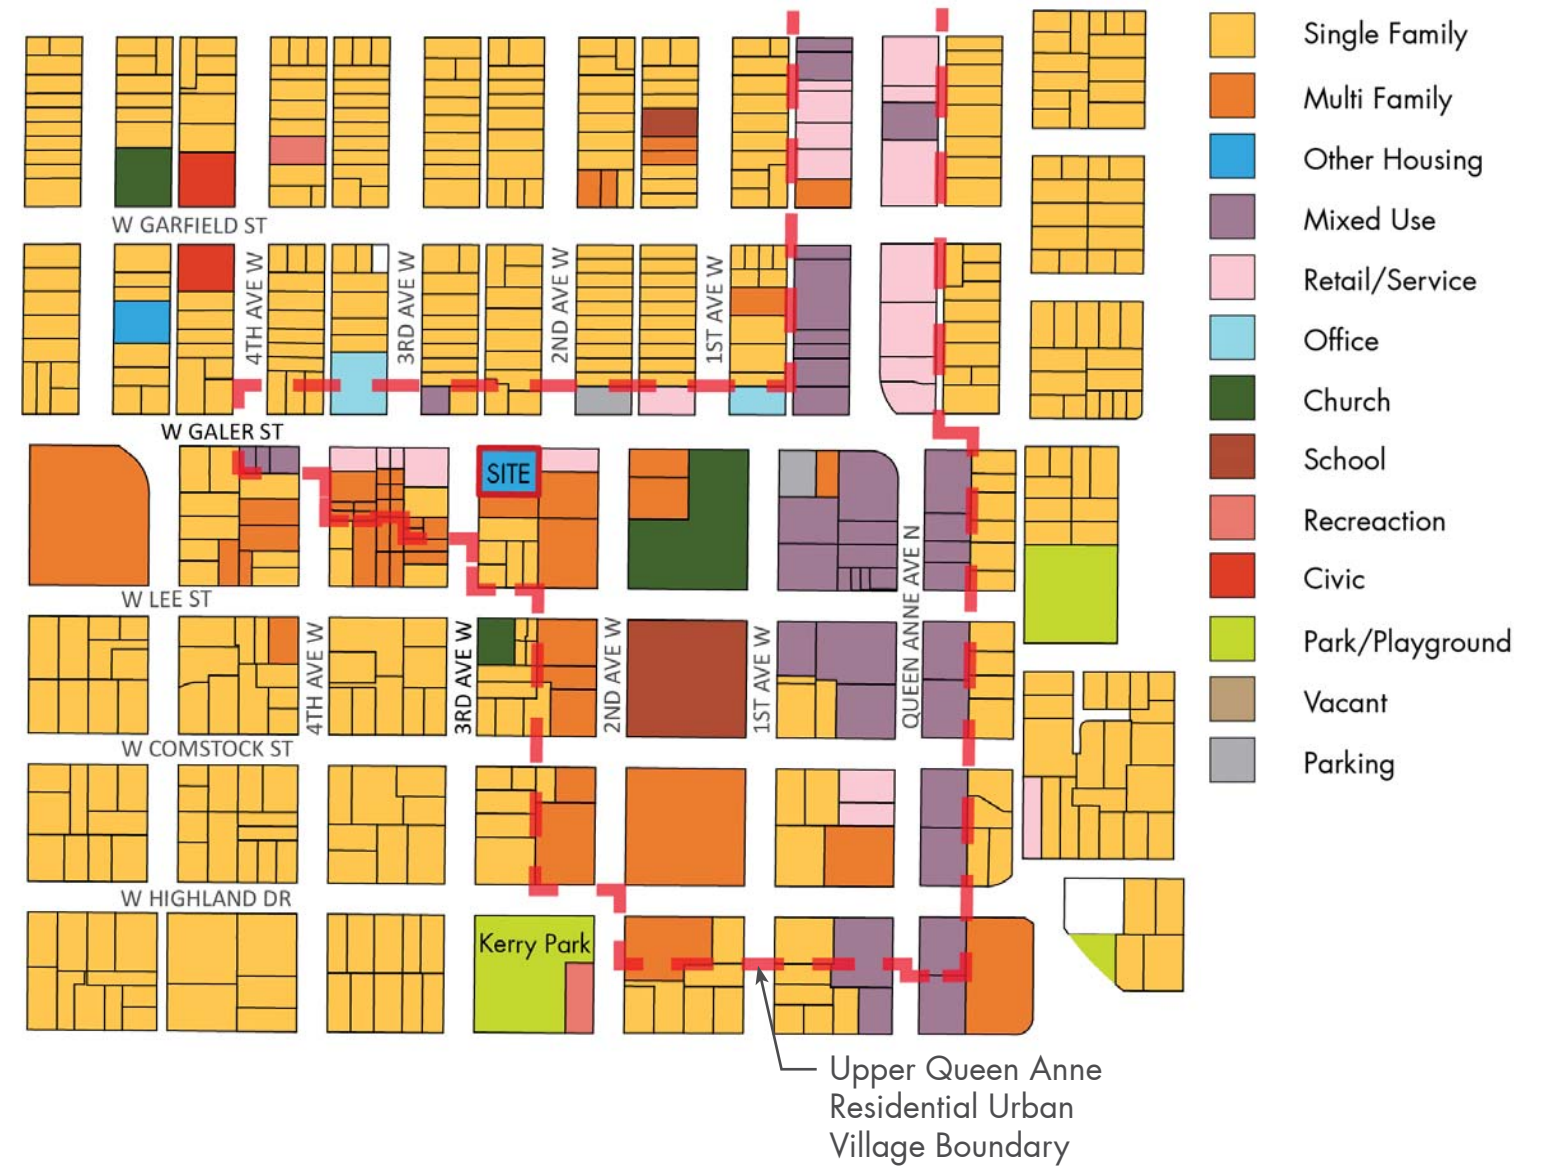 Single Family
Multi Family
Other Housing
Mixed Use
Retail/Service
Office
Church
School
Recreaction
Civic
Park/Playground
Vacant
Parking
W GARFIELD ST
4TH AVE W
3RD AVE W
2ND AVE W
1ST AVE W
W GALER ST
SITE
QUEEN ANNE AVE N
W LEE ST
4TH AVE W
3RD AVE W
2ND AVE W
1ST AVE W
W COMSTOCK ST
W HIGHLAND DR
Kerry Park
Upper Queen Anne
Residential Urban
Village Boundary